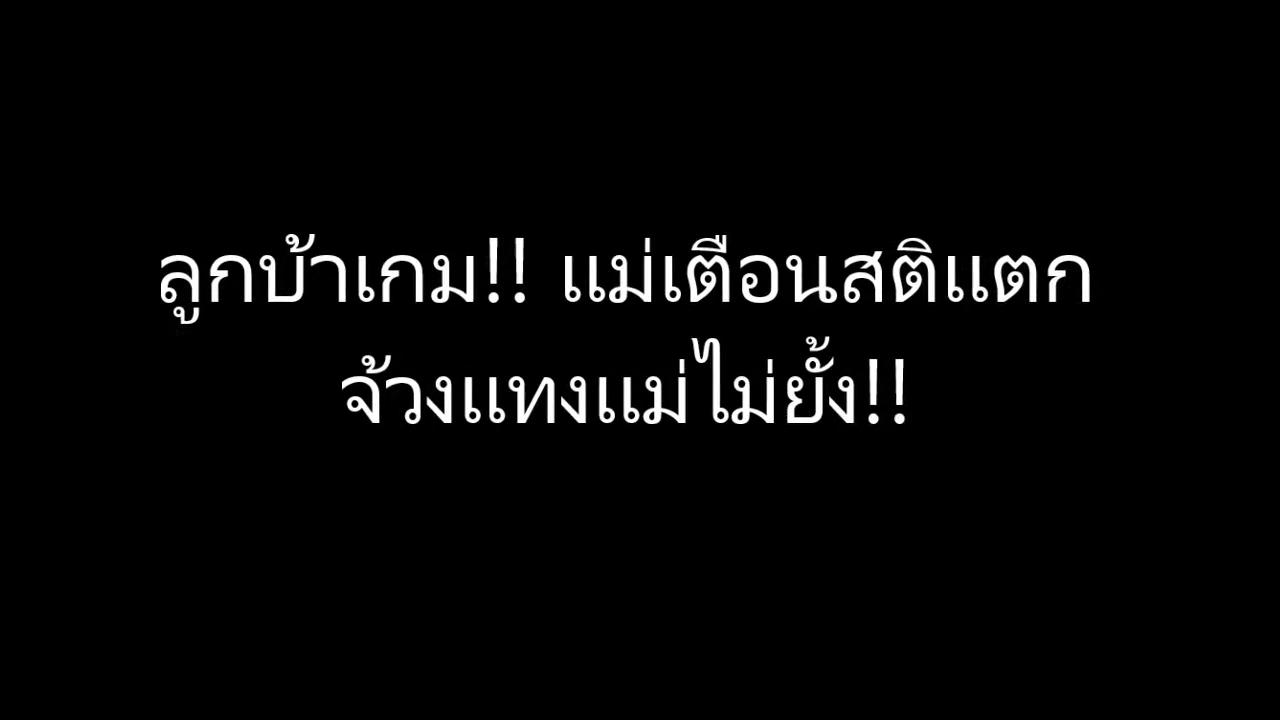 ลูกบ้าเกม!! แม่เตือนสติแตก
จ้วงแทงแม่ไม่ยั้ง!!